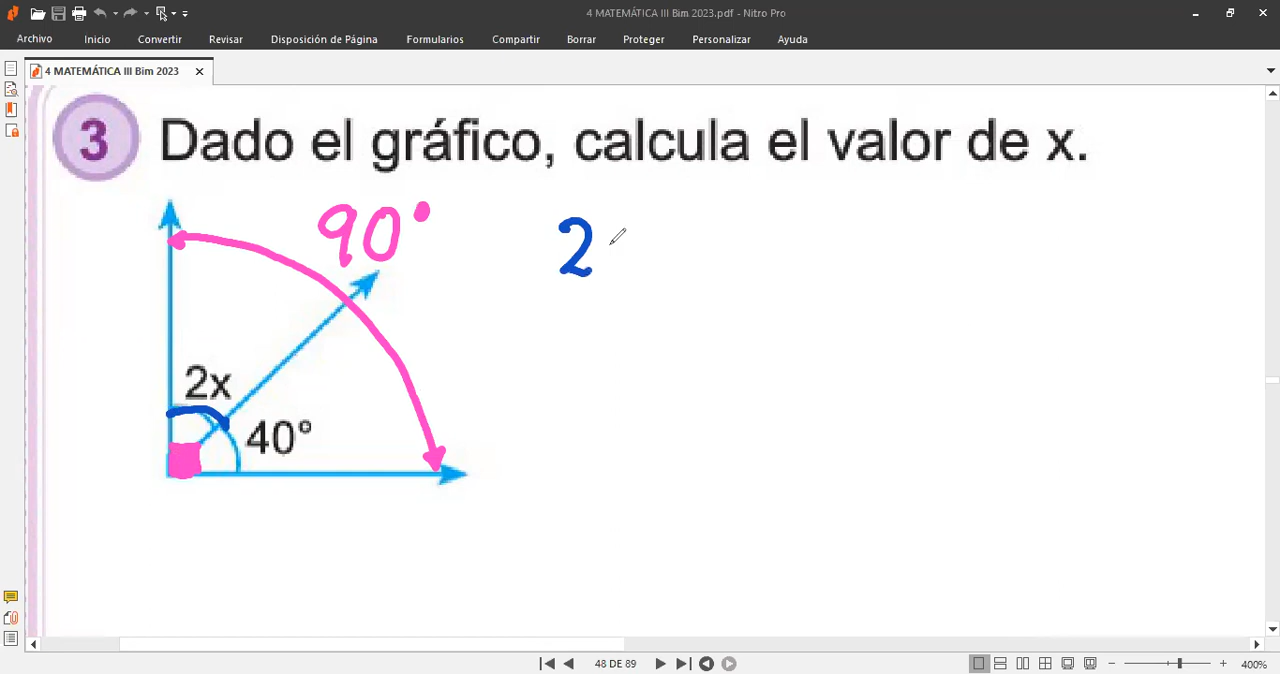 4 MATEMÁTICA III Bim 2023.pdf - Nitro Pro
Archivo Inicio Convertir Revisar Disposición de Página Formularios Compartir Borrar Proteger Personalizar Ayuda
4 MATEMÁTICA III Bim 2023
3 Dado el gráfico, calcula el valor de x.
90°
2
2x
40°
48 DE 89
400%